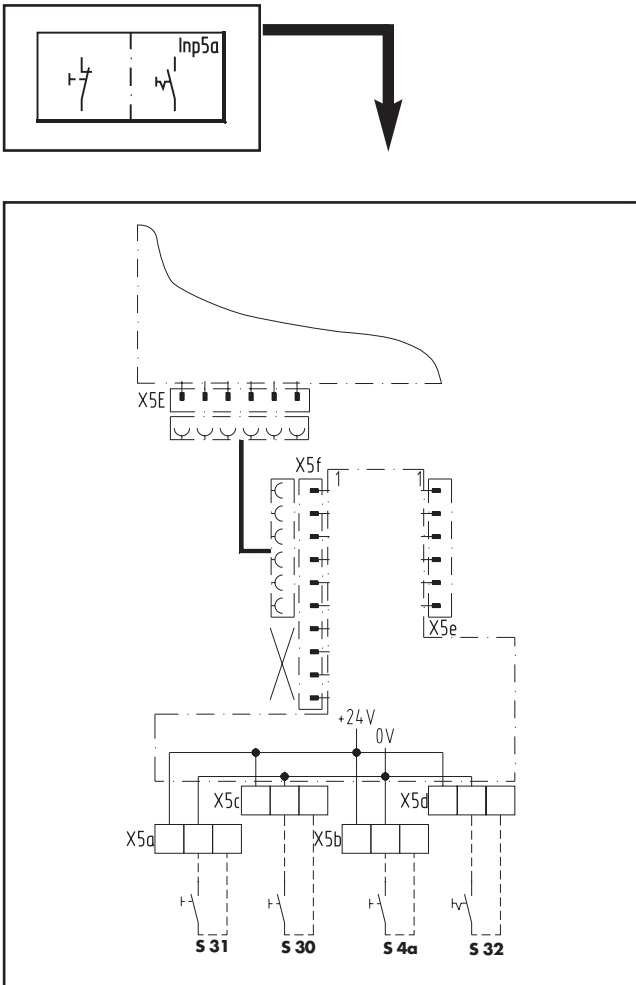 Inp5a
X5E
X5f
1 1
X5e
+24V
0V
X5c X5d
X5a X5b
S 31 S 30 S 4a S 32